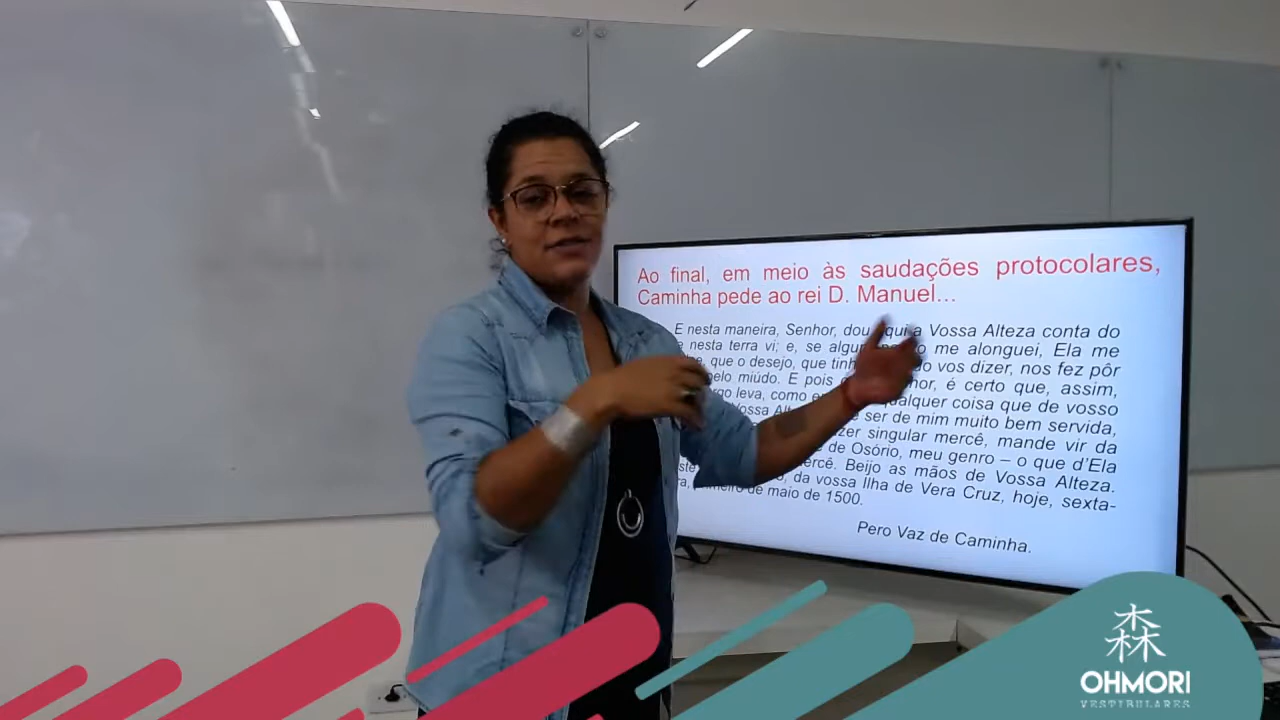 Ao final, em meio às saudações protocolares,
Caminha pede ao rei D. Manuel...
E nesta maneira, Senhor, dou aqui a Vossa Alteza conta do
nesta terra vi; e, se algum me alonguei, Ela me
que o desejo, que tinha vos dizer, nos fez pôr
pelo miúdo. E pois é certo que, assim,
leva, como qualquer coisa que de vosso
Vossa ser de mim muito bem servida,
singular mercê, mande vir da
de Osório, meu genro – o que d'Ela
mercê. Beijo as mãos de Vossa Alteza.
da vossa Ilha de Vera Cruz, hoje, sexta-
de maio de 1500.
Pero Vaz de Caminha.
森
OHMORI
VESTIBULARES